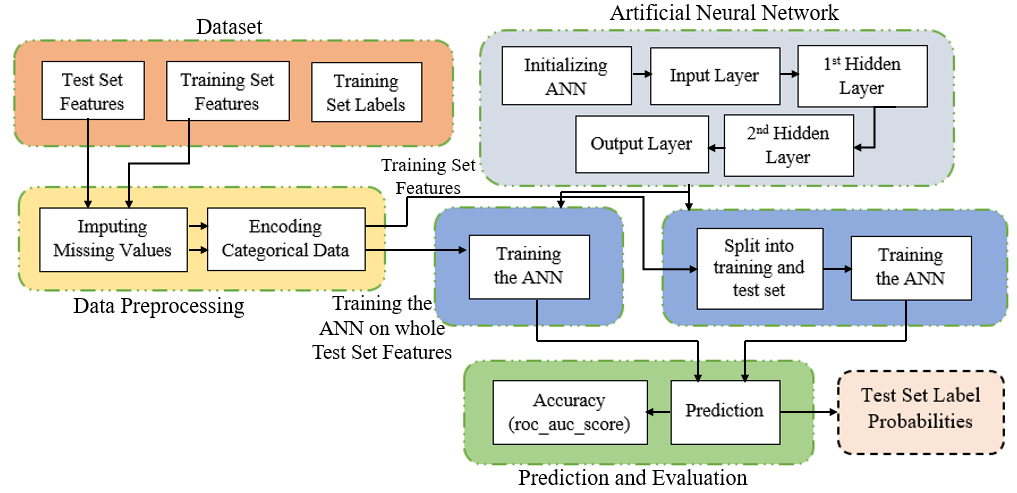 Artificial Neural Network
Dataset
Test Set
Features
Training Set
Features
Training
Set Labels
Initializing
ANN
Input Layer
1st Hidden
Layer
Output Layer
2nd Hidden
Layer
Training Set
Features
Imputing
Missing Values
Encoding
Categorical Data
Data Preprocessing
Training
the ANN
Split into
training and
test set
Training
the ANN
Training the
ANN on whole
Test Set Features
Accuracy
(roc_auc_score)
Prediction
Test Set Label
Probabilities
Prediction and Evaluation